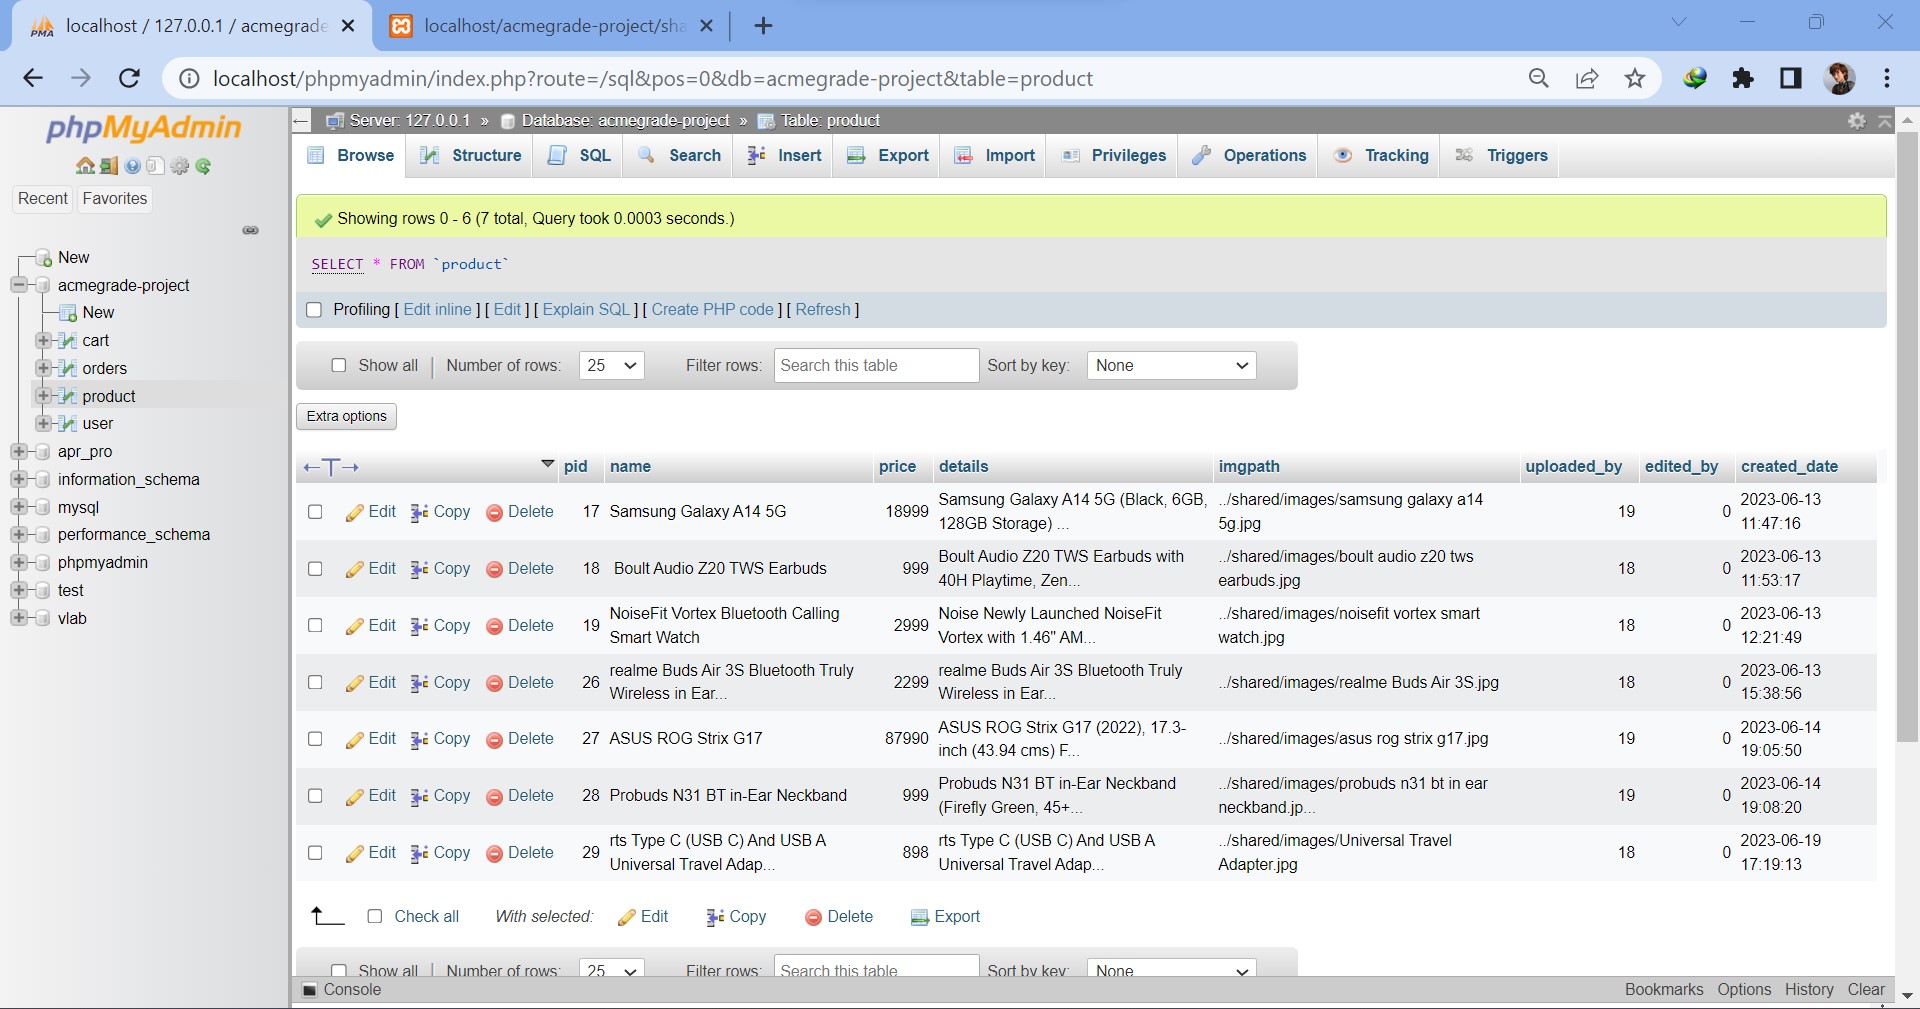 localhost / 127.0.0.1 / acmegrade
localhost/acmegrade-project/sha
localhost/phpmyadmin/index.php?route=/sql&pos=0&db=acmegrade-project&table=product
phpMyAdmin
Recent Favorites
New
acmegrade-project
New
cart
orders
product
user
apr_pro
information_schema
mysql
performance_schema
phpmyadmin
test
vlab
Server: 127.0.0.1 » Database: acmegrade-project » Table: product
Browse Structure SQL Search Insert Export Import Privileges Operations Tracking Triggers
Showing rows 0 - 6 (7 total, Query took 0.0003 seconds.)
SELECT * FROM `product`
Profiling [ Edit inline ] [ Edit ] [ Explain SQL ] [ Create PHP code ] [ Refresh ]
Show all | Number of rows: 25 Filter rows: Search this table Sort by key: None
Extra options
pid name price details imgpath uploaded_by edited_by created_date
Edit Copy Delete 17 Samsung Galaxy A14 5G 18999 Samsung Galaxy A14 5G (Black, 6GB, ../shared/images/samsung galaxy a14 19 0 2023-06-13
128GB Storage) ... 5g.jpg 11:47:16
Edit Copy Delete 18 Boult Audio Z20 TWS Earbuds 999 Boult Audio Z20 TWS Earbuds with ../shared/images/boult audio z20 tws 18 0 2023-06-13
40H Playtime, Zen... earbuds.jpg 11:53:17
Edit Copy Delete 19 NoiseFit Vortex Bluetooth Calling 2999 Noise Newly Launched NoiseFit ../shared/images/noisefit vortex smart 18 0 2023-06-13
Smart Watch Vortex with 1.46" AM... watch.jpg 12:21:49
Edit Copy Delete 26 realme Buds Air 3S Bluetooth Truly 2299 realme Buds Air 3S Bluetooth Truly ../shared/images/realme Buds Air 3S.jpg 18 0 2023-06-13
Wireless in Ear... Wireless in Ear... 15:38:56
Edit Copy Delete 27 ASUS ROG Strix G17 87990 ASUS ROG Strix G17 (2022), 17.3- ../shared/images/asus rog strix g17.jpg 19 0 2023-06-14
inch (43.94 cms) F... 19:05:50
Edit Copy Delete 28 Probuds N31 BT in-Ear Neckband 999 Probuds N31 BT in-Ear Neckband ../shared/images/probuds n31 bt in ear 19 0 2023-06-14
(Firefly Green, 45+... neckband.jp... 19:08:20
Edit Copy Delete 29 rts Type C (USB C) And USB A 898 rts Type C (USB C) And USB A ../shared/images/Universal Travel 18 0 2023-06-19
Universal Travel Adap... Universal Travel Adap... Adapter.jpg 17:19:13
Check all With selected: Edit Copy Delete Export
Show all | Number of rows: 25 Filter rows: Search this table Sort by key: None
Console Bookmarks Options History Clear